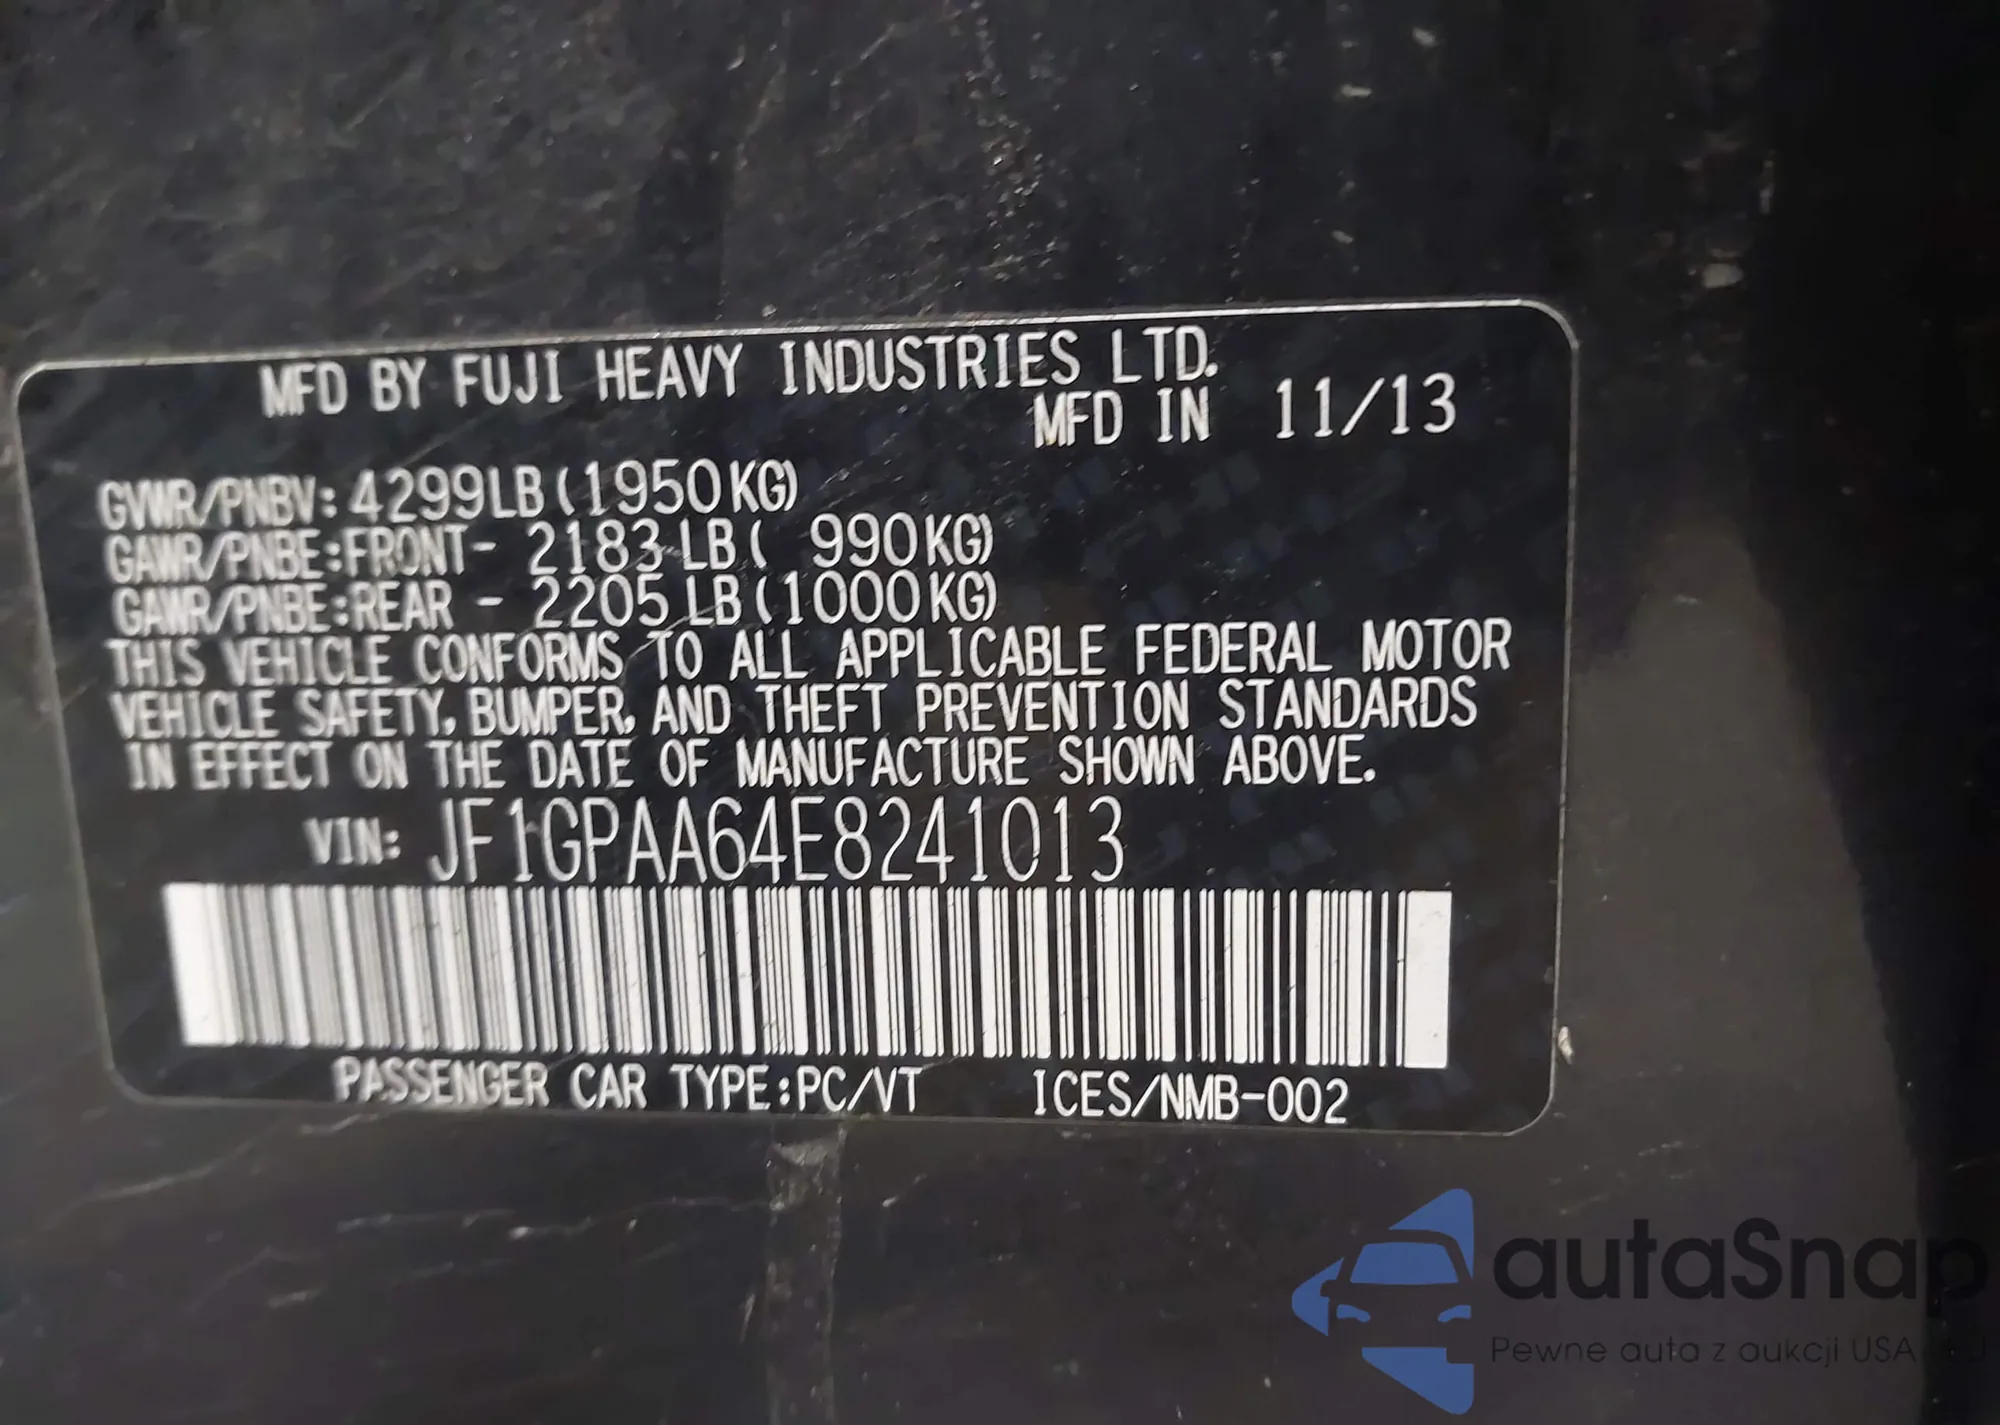 MFD BY FUJI HEAVY INDUSTRIES LTD.
MFD IN 11/13
GVWR/PNBV: 4299LB (1950KG)
GAWR/PNBE:FRONT- 2183 LB ( 990KG)
GAWR/PNBE:REAR - 2205 LB (1000KG)
THIS VEHICLE CONFORMS TO ALL APPLICABLE FEDERAL MOTOR
VEHICLE SAFETY, BUMPER, AND THEFT PREVENTION STANDARDS
IN EFFECT ON THE DATE OF MANUFACTURE SHOWN ABOVE.
VIN: JF1GPAA64E8241013
PASSENGER CAR TYPE:PC/VT ICES/NMB-002
autaSnap
Pewne auta z aukcji USA